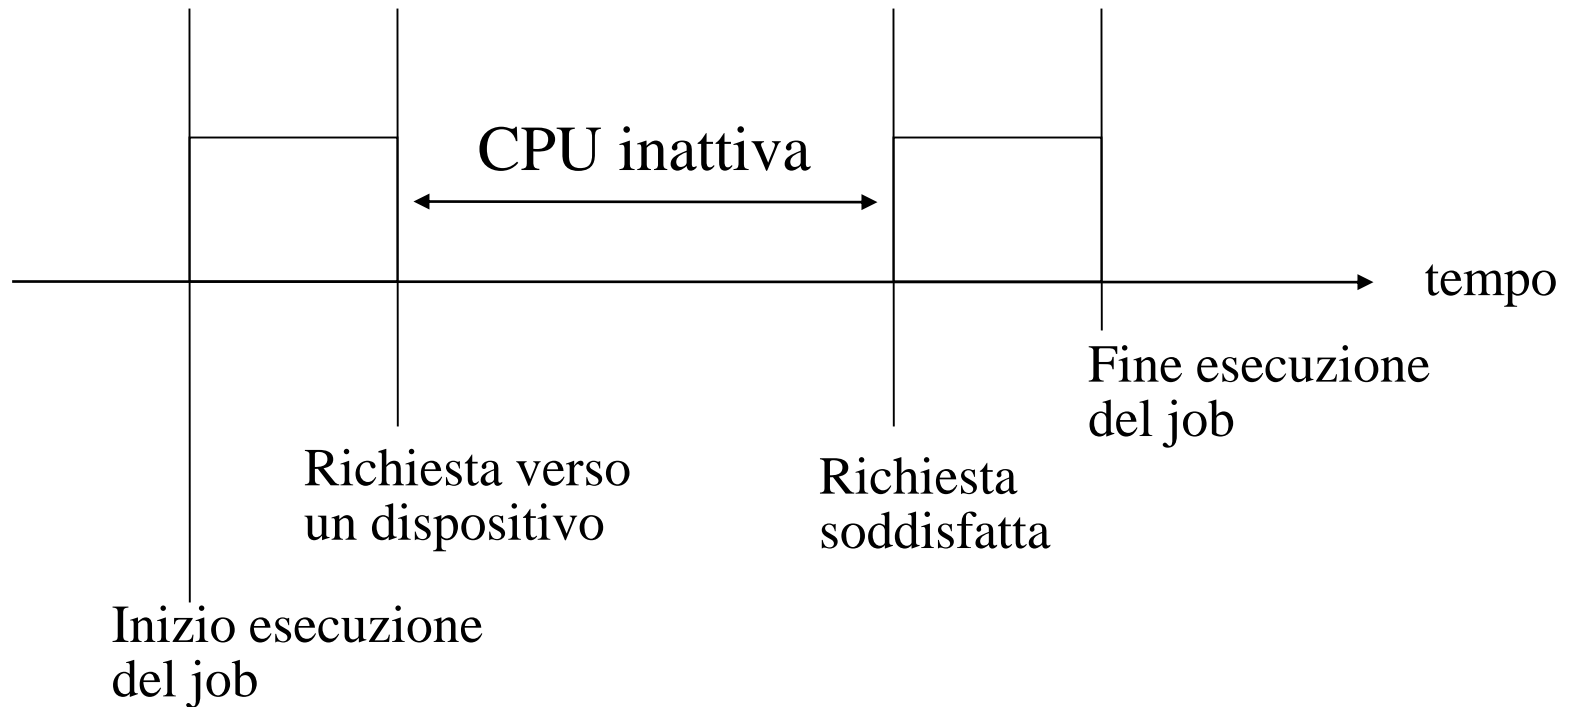 CPU inattiva
tempo
Fine esecuzione
del job
Richiesta verso
un dispositivo
Richiesta
soddisfatta
Inizio esecuzione
del job